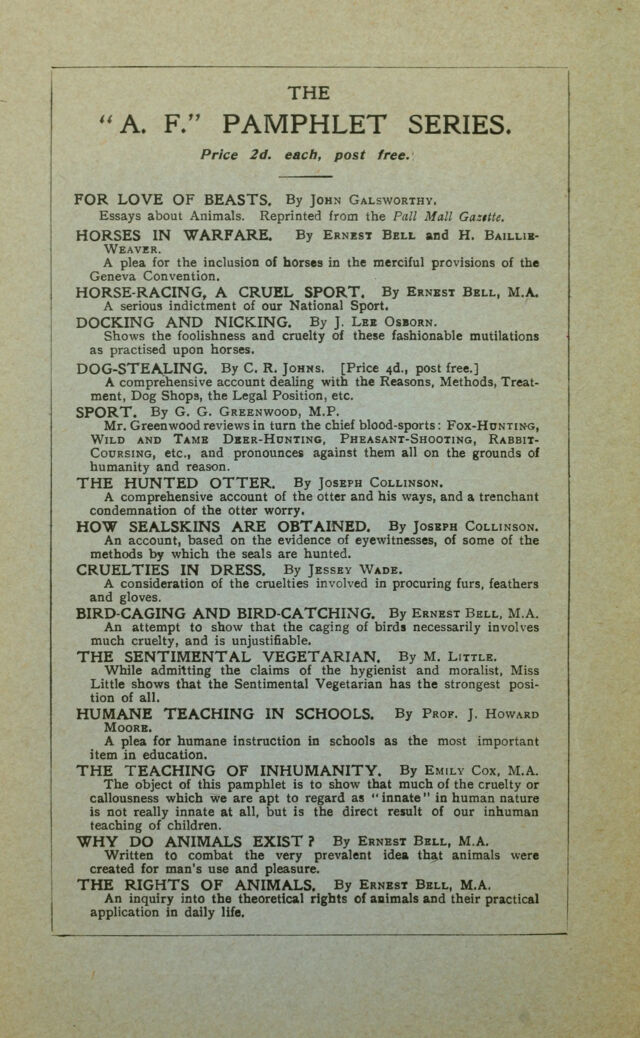 THE
“A. F.” PAMPHLET SERIES.
Price 2d. each, post free.
FOR LOVE OF BEASTS. By John Galsworthy.
Essays about Animals. Reprinted from the Pall Mall Gazette.
HORSES IN WARFARE. By Ernest Bell and H. Baillie-
Weaver.
A plea for the inclusion of horses in the merciful provisions of the
Geneva Convention.
HORSE-RACING, A CRUEL SPORT. By Ernest Bell, M.A.
A serious indictment of our National Sport.
DOCKING AND NICKING. By J. Lee Osborn.
Shows the foolishness and cruelty of these fashionable mutilations
as practised upon horses.
DOG-STEALING. By C. R. Johns. [Price 4d., post free.]
A comprehensive account dealing with the Reasons, Methods, Treat-
ment, Dog Shops, the Legal Position, etc.
SPORT. By G. G. Greenwood, M.P.
Mr. Greenwood reviews in turn the chief blood-sports: Fox-Hunting,
Wild and Tame Deer-Hunting, Pheasant-Shooting, Rabbit-
Coursing, etc., and pronounces against them all on the grounds of
humanity and reason.
THE HUNTED OTTER. By Joseph Collinson.
A comprehensive account of the otter and his ways, and a trenchant
condemnation of the otter worry.
HOW SEALSKINS ARE OBTAINED. By Joseph Collinson.
An account, based on the evidence of eyewitnesses, of some of the
methods by which the seals are hunted.
CRUELTIES IN DRESS. By Jessey Wade.
A consideration of the cruelties involved in procuring furs, feathers
and gloves.
BIRD-CAGING AND BIRD-CATCHING. By Ernest Bell, M.A.
An attempt to show that the caging of birds necessarily involves
much cruelty, and is unjustifiable.
THE SENTIMENTAL VEGETARIAN. By M. Little.
While admitting the claims of the hygienist and moralist, Miss
Little shows that the Sentimental Vegetarian has the strongest posi-
tion of all.
HUMANE TEACHING IN SCHOOLS. By Prof. J. Howard
Moore.
A plea for humane instruction in schools as the most important
item in education.
THE TEACHING OF INHUMANITY. By Emily Cox, M.A.
The object of this pamphlet is to show that much of the cruelty or
callousness which we are apt to regard as “innate” in human nature
is not really innate at all, but is the direct result of our inhuman
teaching of children.
WHY DO ANIMALS EXIST? By Ernest Bell, M.A.
Written to combat the very prevalent idea that animals were
created for man's use and pleasure.
THE RIGHTS OF ANIMALS. By Ernest Bell, M.A.
An inquiry into the theoretical rights of animals and their practical
application in daily life.